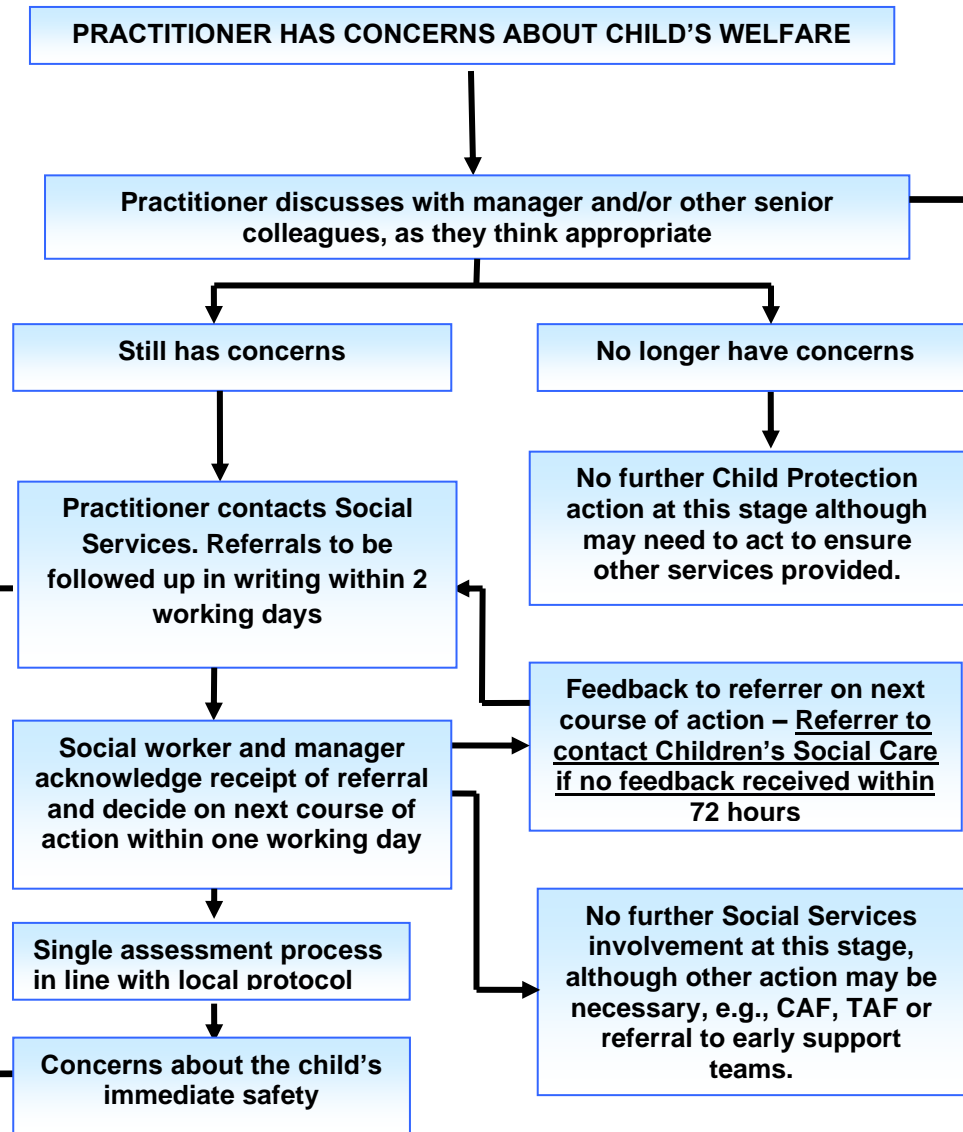 PRACTITIONER HAS CONCERNS ABOUT CHILD’S WELFARE
Practitioner discusses with manager and/or other senior
colleagues, as they think appropriate
Still has concerns
No longer have concerns
No further Child Protection
action at this stage although
may need to act to ensure
other services provided.
Practitioner contacts Social
Services. Referrals to be
followed up in writing within 2
working days
Feedback to referrer on next
course of action – Referrer to
contact Children’s Social Care
if no feedback received within
72 hours
Social worker and manager
acknowledge receipt of referral
and decide on next course of
action within one working day
No further Social Services
involvement at this stage,
although other action may be
necessary, e.g., CAF, TAF or
referral to early support
teams.
Single assessment process
in line with local protocol
Concerns about the child’s
immediate safety